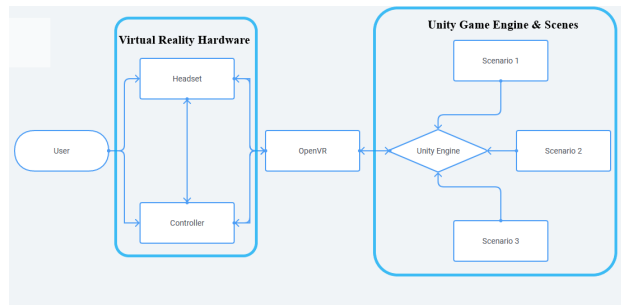 Virtual Reality Hardware
Unity Game Engine & Scenes
Headset
Scenario 1
User
OpenVR
Unity Engine
Scenario 2
Controller
Scenario 3